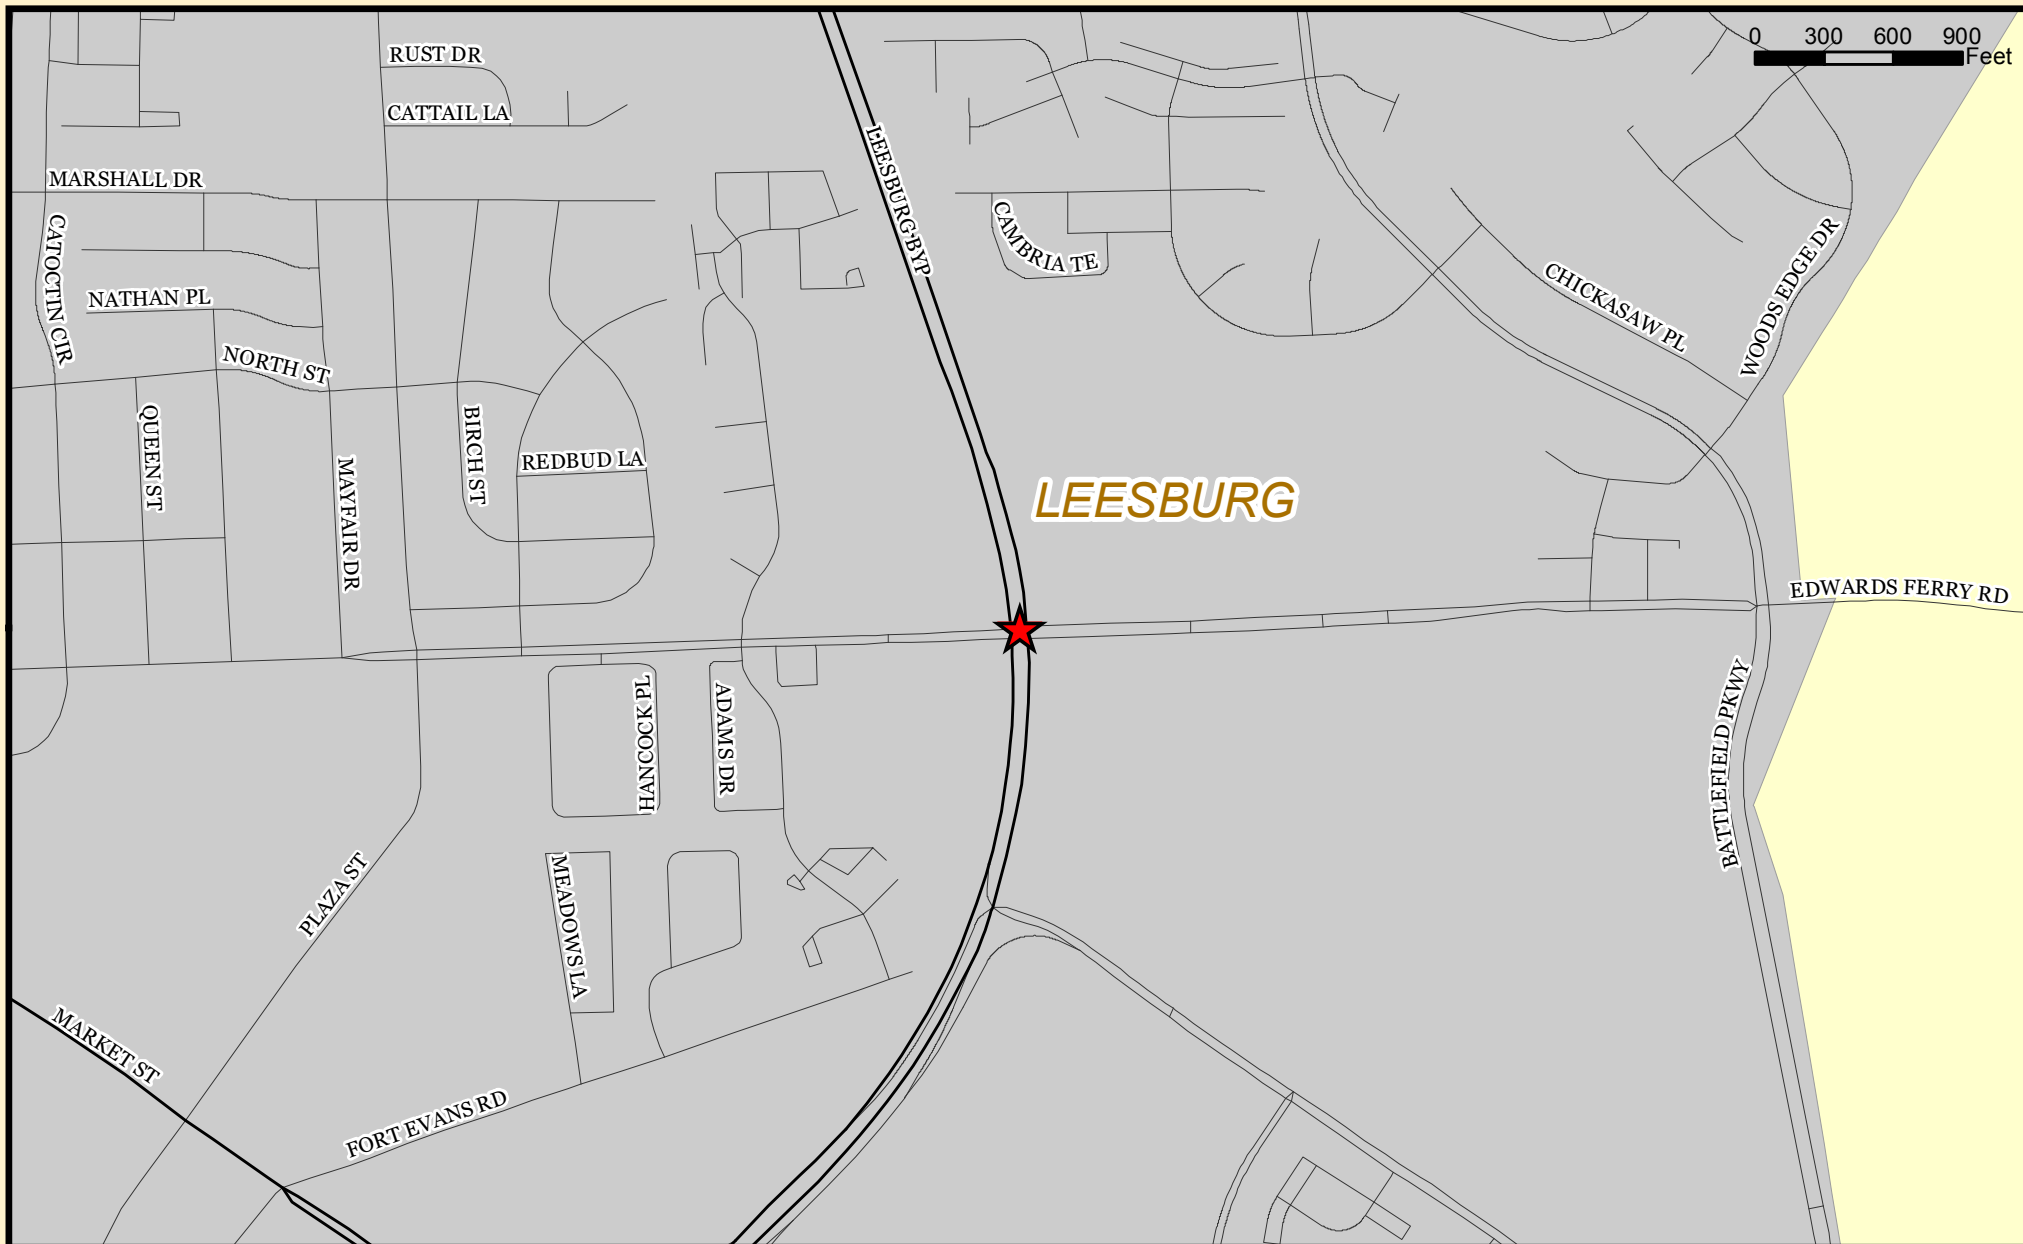 0 300 600 900
Feet
RUST DR
CATTAIL LA
LEESBURG BYP
MARSHALL DR
CATOCTIN CIR
CAMBRIA TE
CHICKASAW PL
WOODS EDGE DR
NATHAN PL
NORTH ST
QUEEN ST
BIRCH ST
REDBUD LA
MAYFAIR DR
LEESBURG
EDWARDS FERRY RD
HANCOCK PL
ADAMS DR
BATTLEFIELD PKWY
PLAZA ST
MEADOWS LA
MARKET ST
FORT EVANS RD